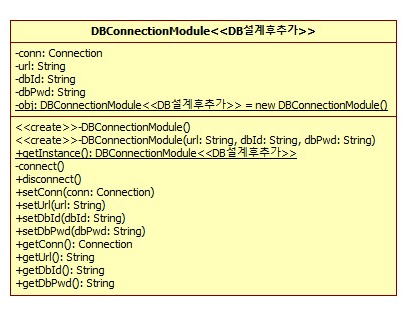 DBConnectionModule<<DB설계후추가>>
-conn: Connection
-url: String
-dbId: String
-dbPwd: String
-obj: DBConnectionModule<<DB설계후추가>> = new DBConnectionModule()
<<create>>-DBConnectionModule()
<<create>>-DBConnectionModule(url: String, dbId: String, dbPwd: String)
+getInstance(): DBConnectionModule<<DB설계후추가>>
-connect()
+disconnect()
+setConn(conn: Connection)
+setUrl(url: String)
+setDbId(dbId: String)
+setDbPwd(dbPwd: String)
+getConn(): Connection
+getUrl(): String
+getDbId(): String
+getDbPwd(): String